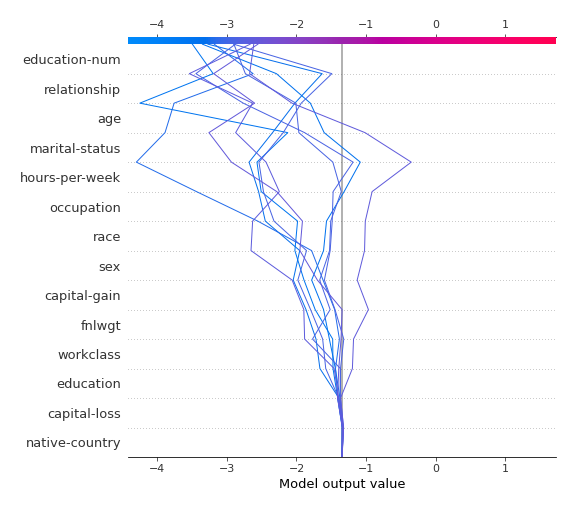 −4 −3 −2 −1 0 1
education-num
relationship
age
marital-status
hours-per-week
occupation
race
sex
capital-gain
fnlwgt
workclass
education
capital-loss
native-country
−4 −3 −2 −1 0 1
Model output value